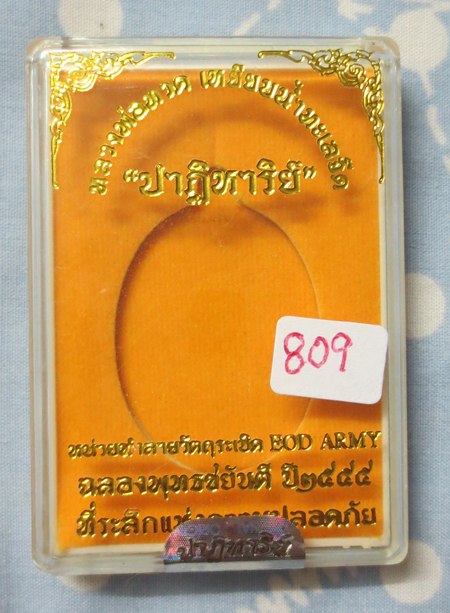 หลวงพ่อทวด เหยียบน้ำทะเลจืด
“ปาฏิหาริย์”
809
หน่วยทำลายวัตถุระเบิด EOD ARMY
ฉลองพุทธชยันตี ปี๒๕๕๕
ที่ระลึกแห่งความปลอดภัย
ปาฏิหาริย์